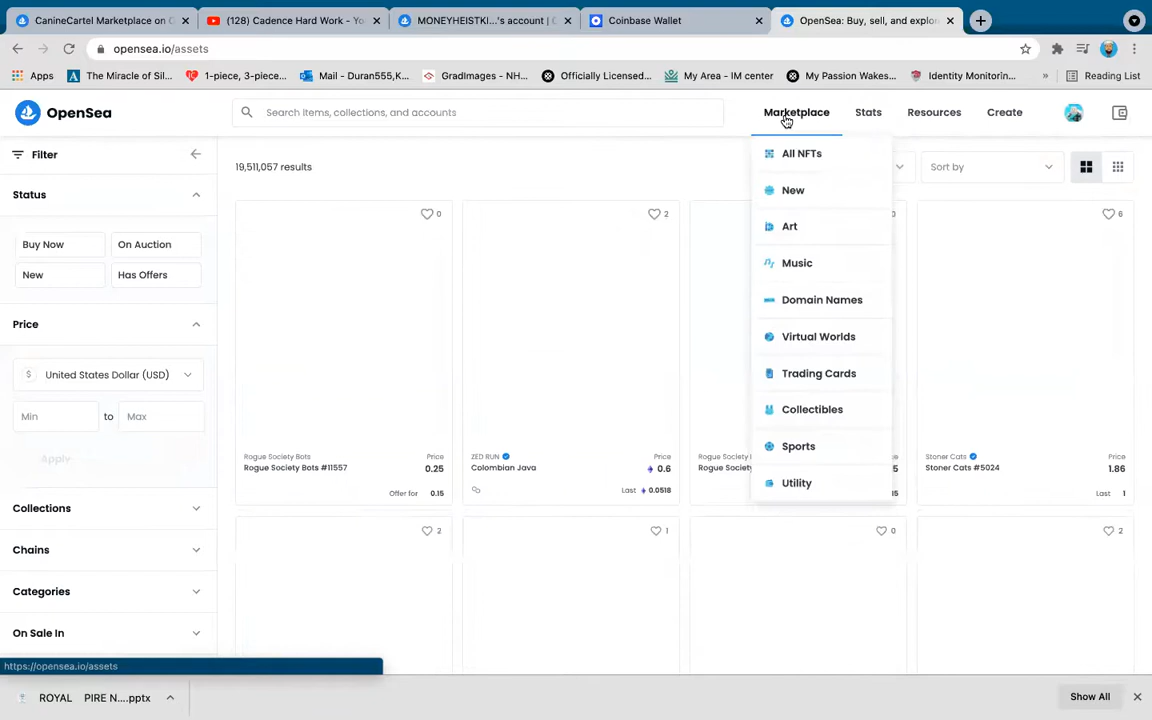 CanineCartel Marketplace on
(128) Cadence Hard Work - Yo
MONEYHEISTKI...'s account | 
Coinbase Wallet
OpenSea: Buy, sell, and explor
opensea.io/assets
Apps
The Miracle of Sil...
1-piece, 3-piece...
Mail - Duran555,K...
GradImages - NH...
Officially Licensed...
My Area - IM center
My Passion Wakes...
Identity Monitorin...
»
Reading List
OpenSea
Search items, collections, and accounts
Marketplace
Stats
Resources
Create
Filter
19,511,057 results
Sort by
Status
Buy Now
On Auction
New
Has Offers
Price
United States Dollar (USD)
Min
to
Max
Apply
Collections
Chains
Categories
On Sale In
All NFTs
New
Art
Music
Domain Names
Virtual Worlds
Trading Cards
Collectibles
Sports
Utility
0
2
0
6
Rogue Society Bots
Price
Rogue Society Bots #11557
0.25
Offer for 0.15
ZED RUN
Price
Colombian Java
0.6
Last 0.0518
Rogue Society
Rogue Society
Stoner Cats
Price
Stoner Cats #5024
1.86
Last 1
2
1
0
2
https://opensea.io/assets
ROYAL PIRE N....pptx
Show All